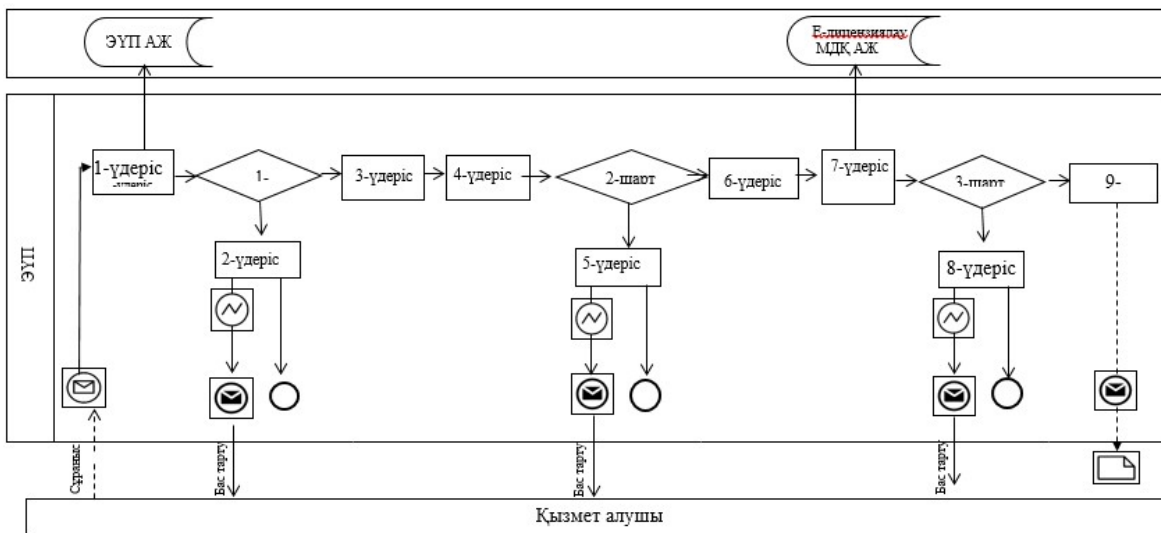 ЭҮП АЖ
Е-лицензиялау
МДҚ АЖ
ЭҮП
1-үдеріс
1-
3-үдеріс
4-үдеріс
2-шарт
6-үдеріс
7-үдеріс
3-шарт
9-
2-үдеріс
5-үдеріс
8-үдеріс
Сұраныс
Бас тарту
Бас тарту
Бас тарту
Қызмет алушы